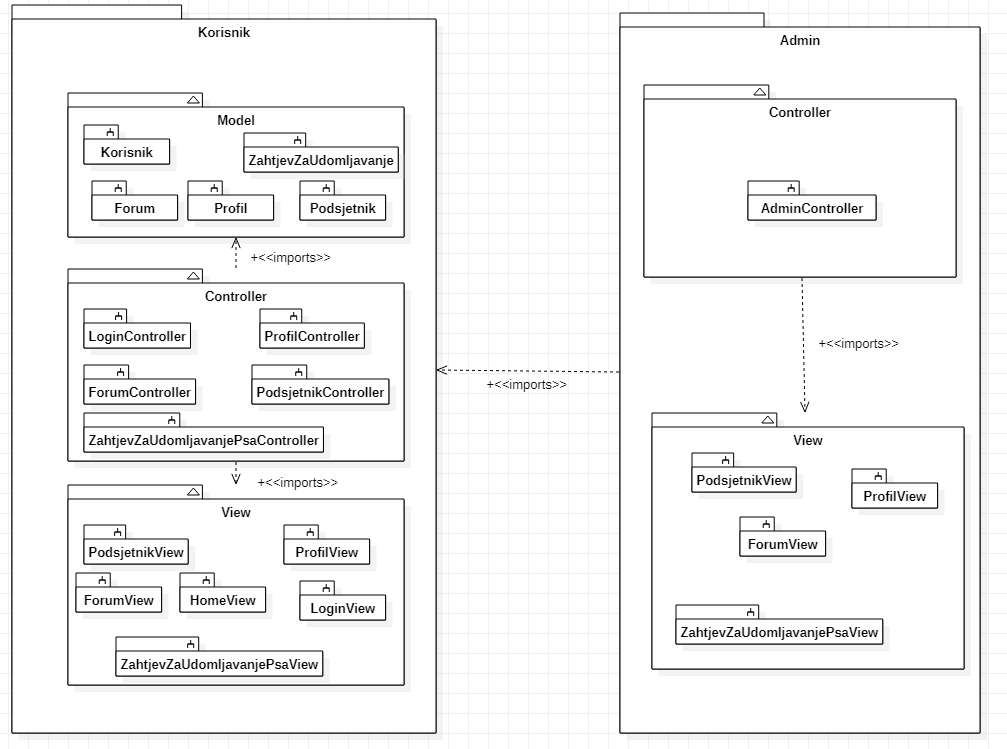 Korisnik
Model
Korisnik
ZahtjevZaUdomljavanje
Forum
Profil
Podsjetnik
+<<imports>>
Controller
LoginController
ProfilController
ForumController
PodsjetnikController
ZahtjevZaUdomljavanjePsaController
+<<imports>>
View
PodsjetnikView
ProfilView
ForumView
HomeView
LoginView
ZahtjevZaUdomljavanjePsaView
+<<imports>>
Admin
Controller
AdminController
+<<imports>>
View
PodsjetnikView
ProfilView
ForumView
ZahtjevZaUdomljavanjePsaView